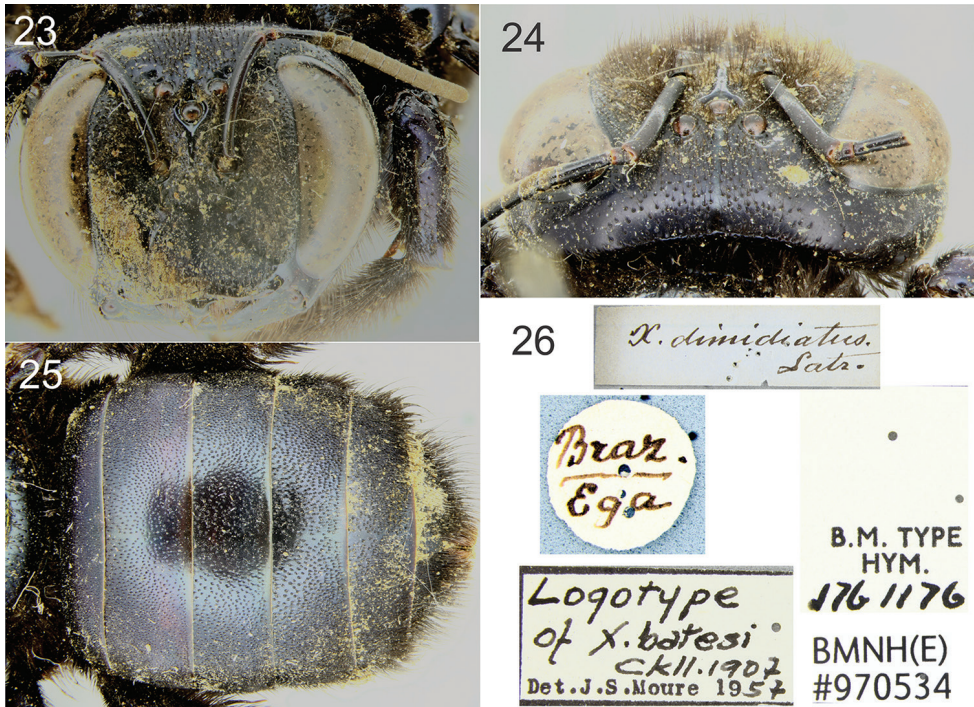 23
24
25
26
X. dimidiatus.
Latr.
Braz.
Ega
B.M. TYPE
HYM.
176 1176
Logotype
of X. batesi
Ckll. 1907
Det. J.S. Moure 1957
BMNH(E)
#970534